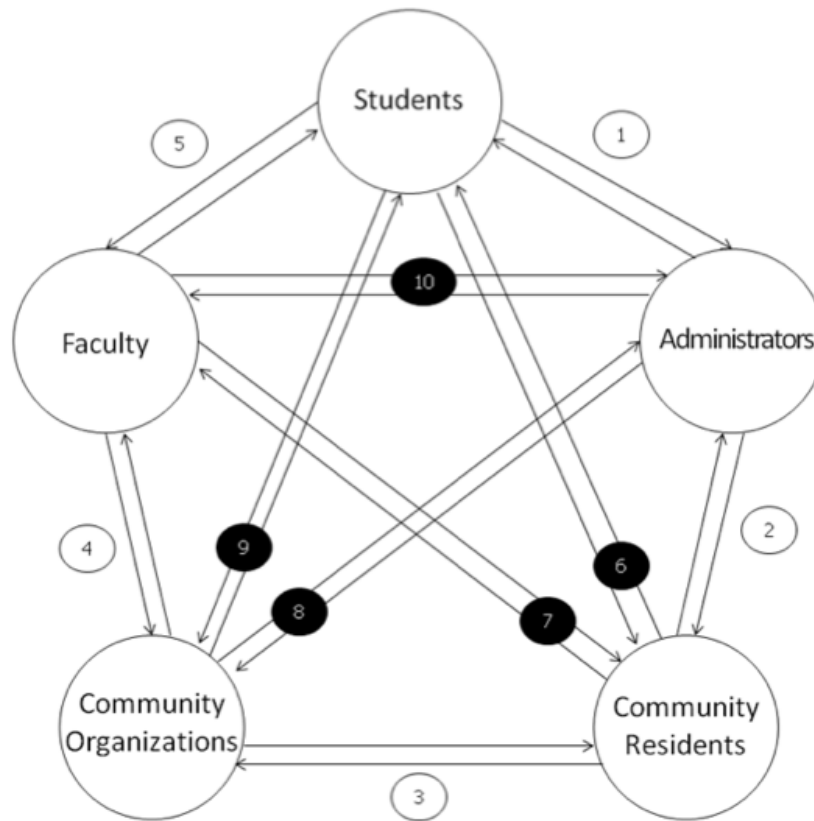 Students
5
1
10
Faculty
Administrators
9
6
4
2
8
7
Community
Organizations
Community
Residents
3